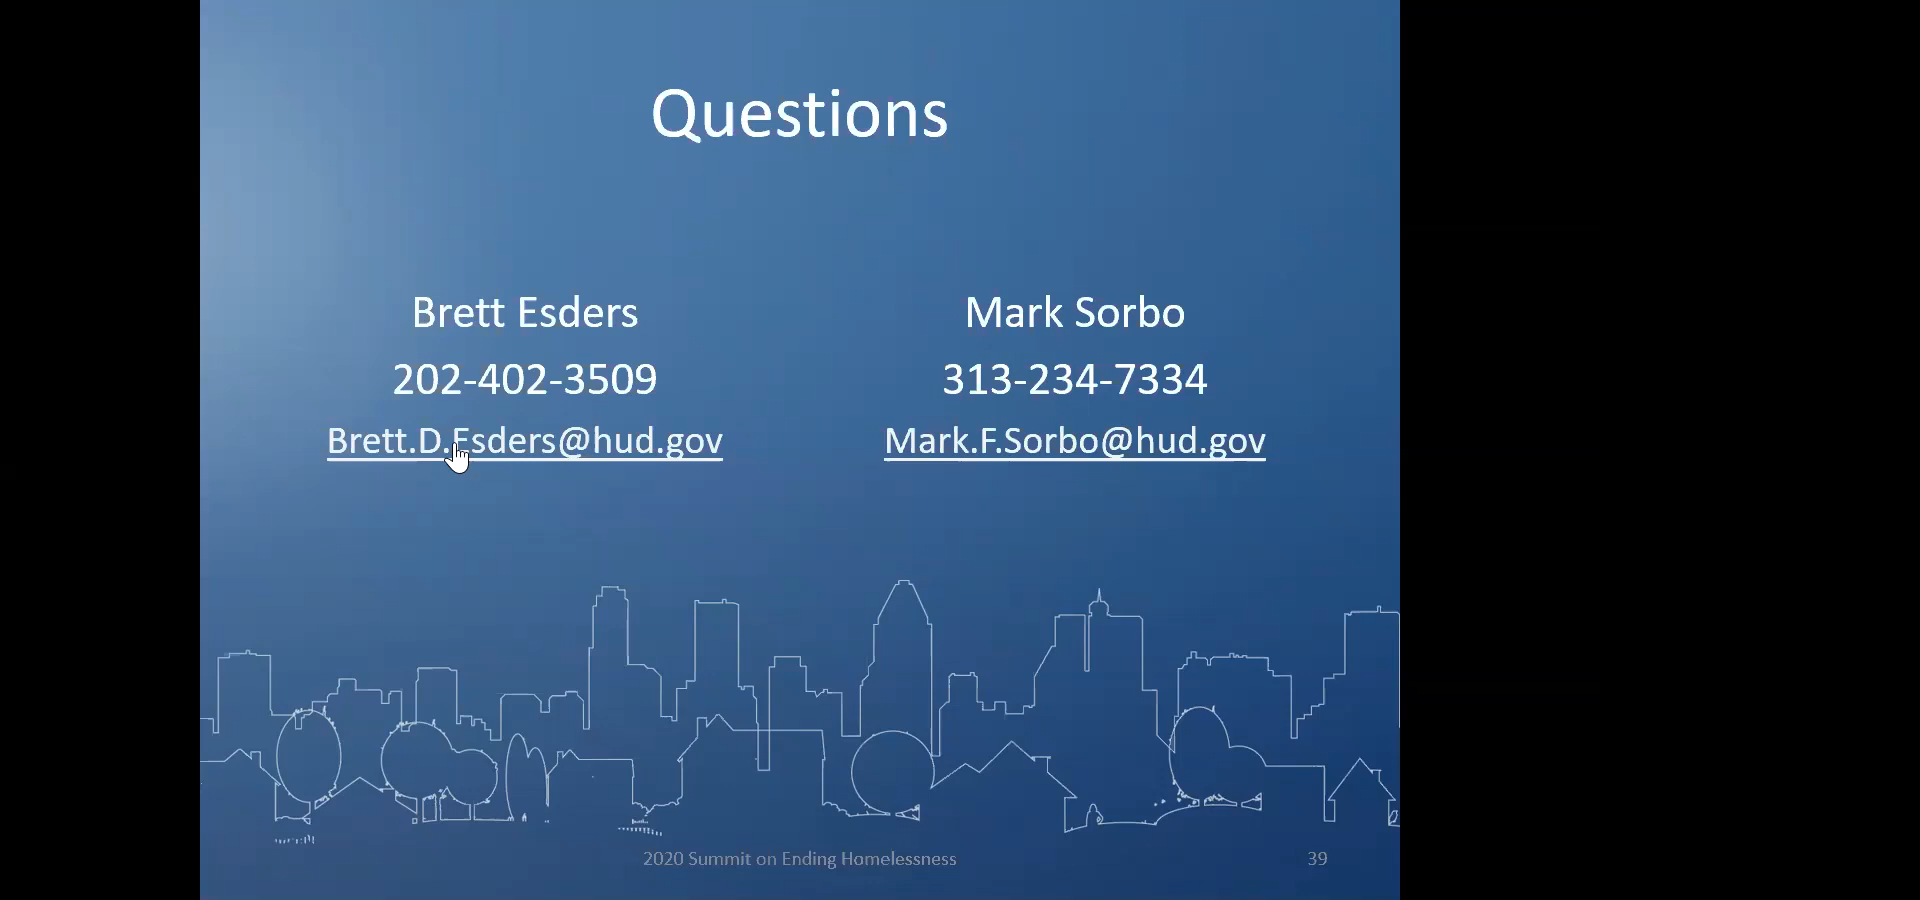 Questions
Brett Esders
202-402-3509
Brett.D.Esders@hud.gov
Mark Sorbo
313-234-7334
Mark.F.Sorbo@hud.gov
2020 Summit on Ending Homelessness
39